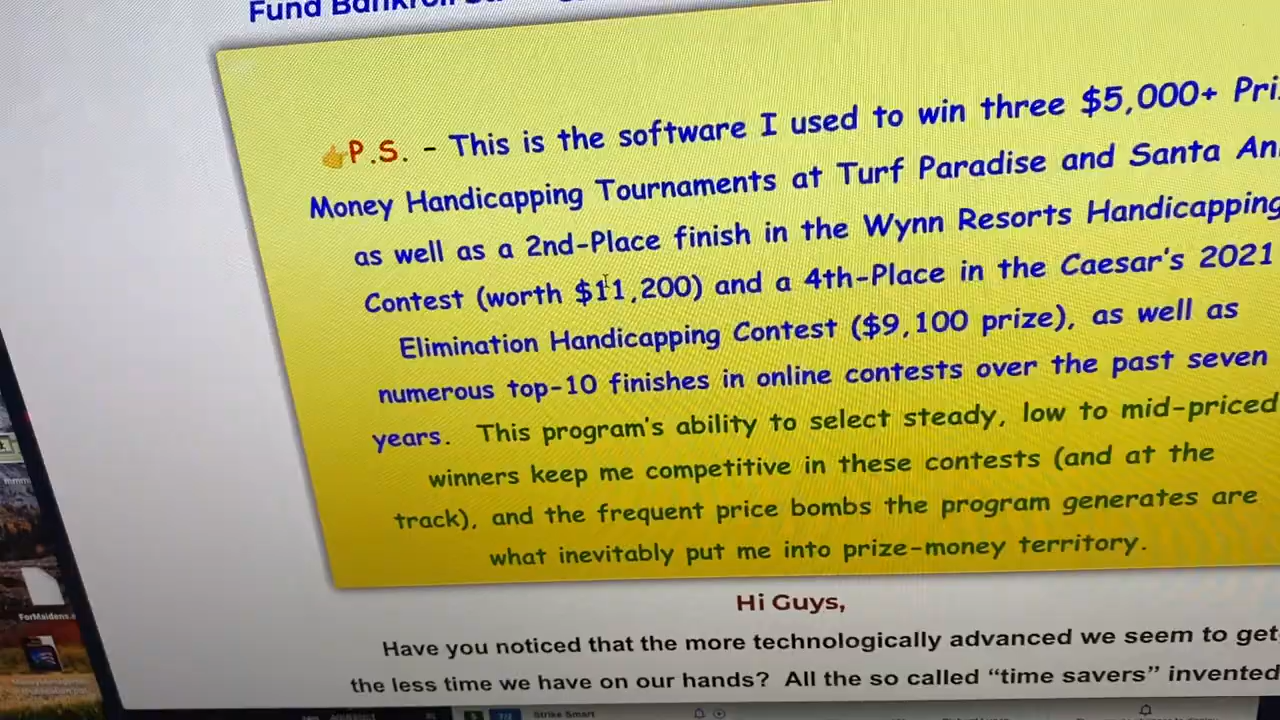 Fund Bankroll
P.S. - This is the software I used to win three $5,000+
Money Handicapping Tournaments at Turf Paradise and Santa
as well as a 2nd-Place finish in the Wynn Resorts Handicapping
Contest (worth $11,200) and a 4th-Place in the Caesar's 2021
Elimination Handicapping Contest ($9,100 prize), as well as
numerous top-10 finishes in online contests over the past seven
years. This program's ability to select steady, low to mid-priced
winners keep me competitive in these contests (and at the
track), and the frequent price bombs the program generates are
what inevitably put me into prize-money territory.
Hi Guys,
Have you noticed that the more technologically advanced we seem to get
the less time we have on our hands? All the so called “time savers” invented
ForMaidens
Strike Smart